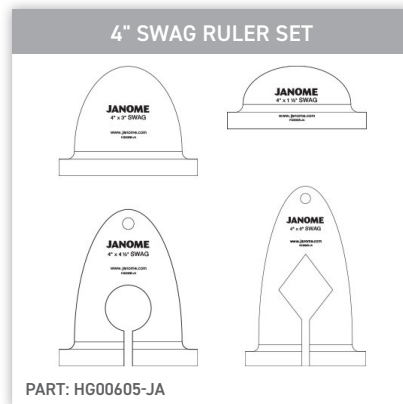 4" SWAG RULER SET
JANOME
4" x 3" SWAG
www.janome.com
JANOME
4" x 1 ½" SWAG
www.janome.com
JANOME
4" x 4 ½" SWAG
www.janome.com
JANOME
4" x 6" SWAG
www.janome.com
PART: HG00605-JA